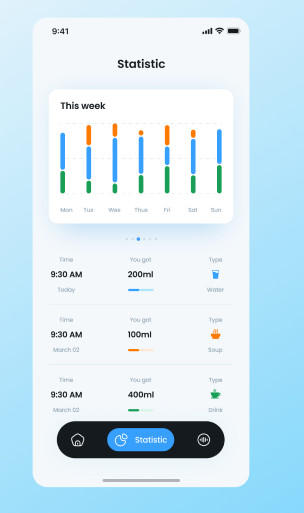 9:41
Statistic
This week
Mon Tue Wee Thue Fri Sat Sun
Time You got Type
9:30 AM 200ml
Today Water
Time You got Type
9:30 AM 100ml
March 02 Soup
Time You got Type
9:30 AM 400ml
March 02 Drink
Statistic